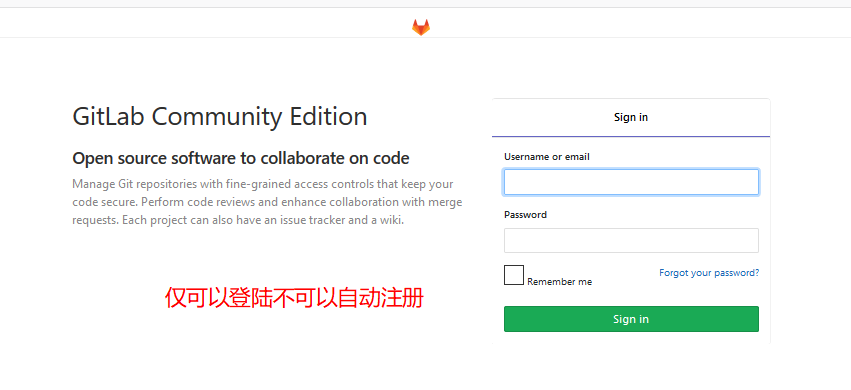 GitLab Community Edition
Open source software to collaborate on code
Manage Git repositories with fine-grained access controls that keep your
code secure. Perform code reviews and enhance collaboration with merge
requests. Each project can also have an issue tracker and a wiki.
仅可以登陆不可以自动注册
Sign in
Username or email
Password
Remember me
Forgot your password?
Sign in